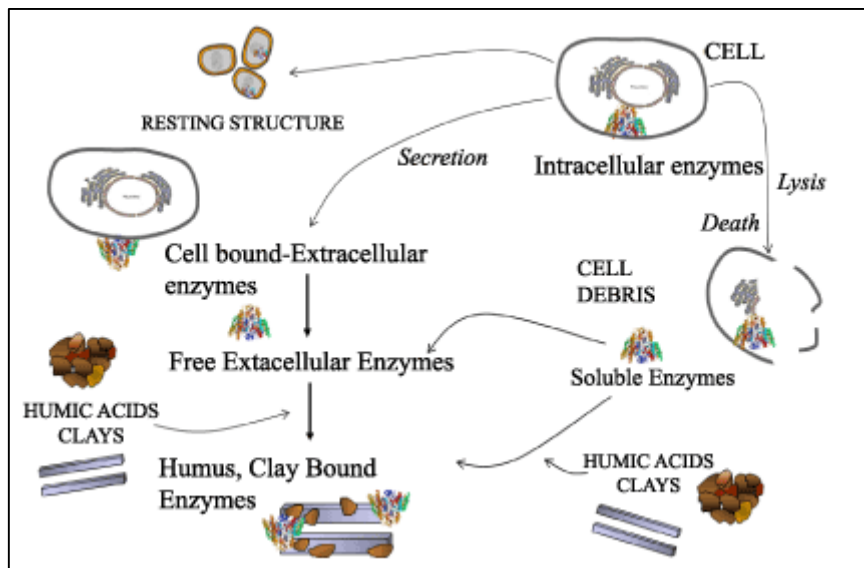 CELL
RESTING STRUCTURE
Secretion
Intracellular enzymes
Lysis
Death
Cell bound-Extracellular
enzymes
CELL
DEBRIS
Free Extacellular Enzymes
Soluble Enzymes
HUMIC ACIDS
CLAYS
Humus, Clay Bound
Enzymes
HUMIC ACIDS
CLAYS